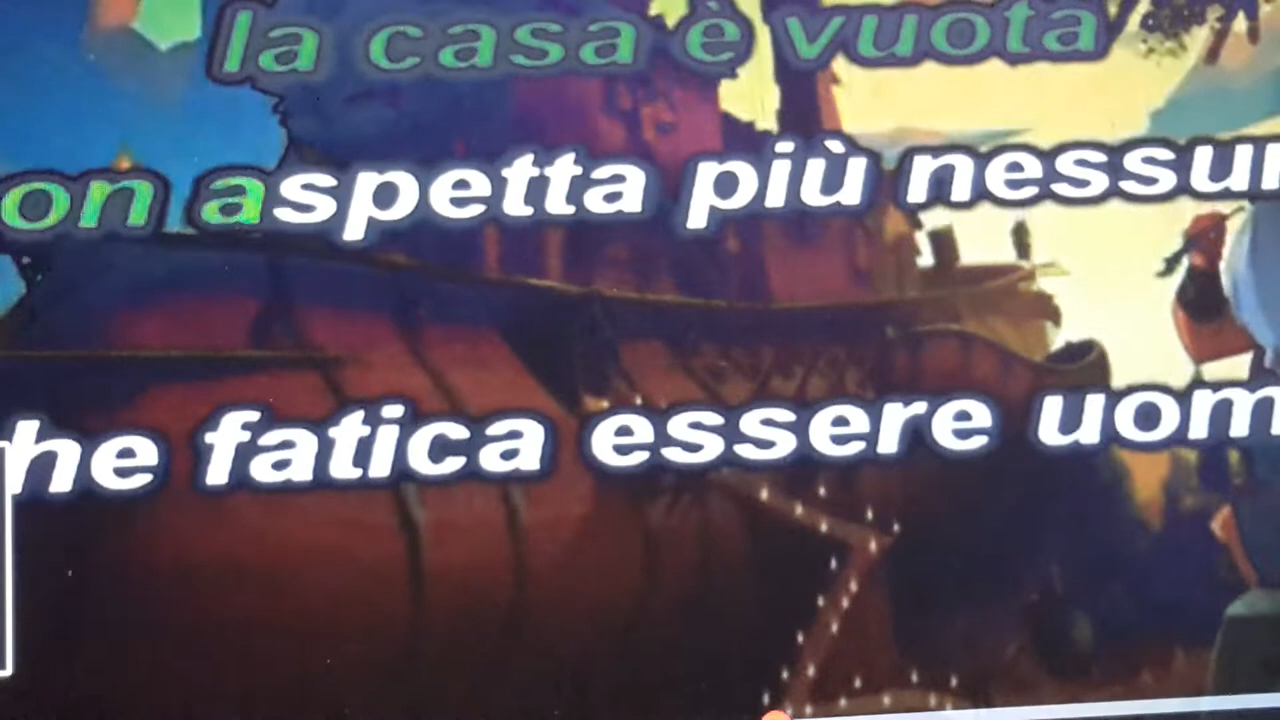 la casa è vuota
on aspetta più nessun
he fatica essere uom